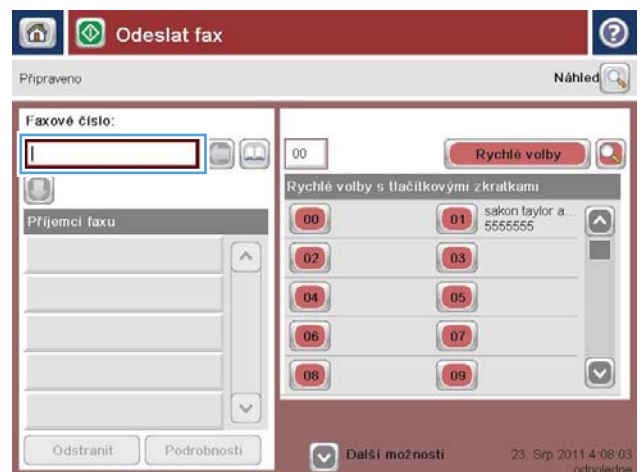 Odeslat fax
Připraveno
Náhled
Faxové číslo:
00
Rychlé volby
Rychlé volby s tlačítkovými zkratkami
Příjemci faxu
00
01
sakon taylor a...
5555555
02
03
04
05
06
07
08
09
Odstranit
Podrobnosti
Další možnosti
23. Srp 2011 4:08:03
odpoledne